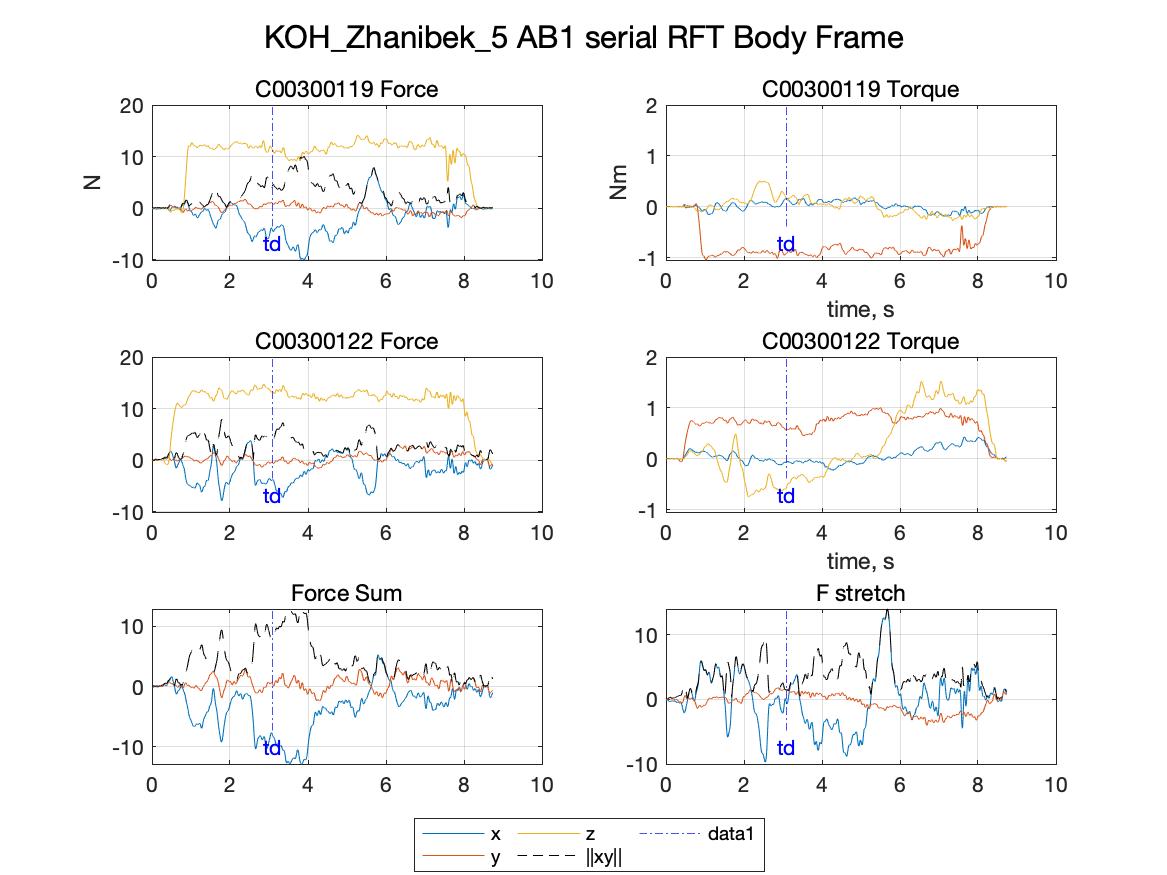 KOH_Zhanibek_5 AB1 serial RFT Body Frame
C00300119 Force
20
10
0
-10
N
td
0 2 4 6 8 10
C00300119 Torque
2
1
0
-1
Nm
td
0 2 4 6 8 10
time, s
C00300122 Force
20
10
0
-10
td
0 2 4 6 8 10
C00300122 Torque
2
1
0
-1
td
0 2 4 6 8 10
time, s
Force Sum
10
0
-10
td
0 2 4 6 8 10
F stretch
10
0
-10
td
0 2 4 6 8 10
x z data1
y ||xy||